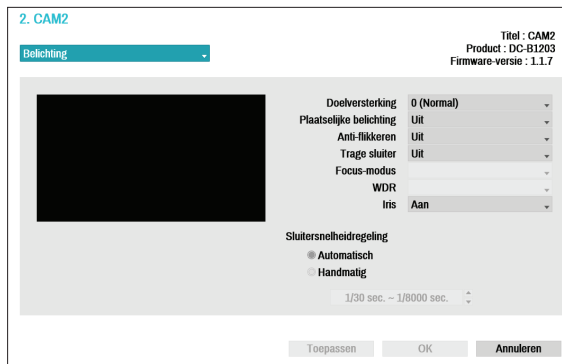 2. CAM2
Belichting
Titel : CAM2
Product : DC-B1203
Firmware-versie : 1.1.7
Doelversterking 0 (Normal)
Plaatselijke belichting Uit
Anti-flikkeren Uit
Trage sluiter Uit
Focus-modus
WDR
Iris Aan
Sluitersnelheidregeling
Automatisch
Handmatig
1/30 sec. ~ 1/8000 sec.
Toepassen OK Annuleren